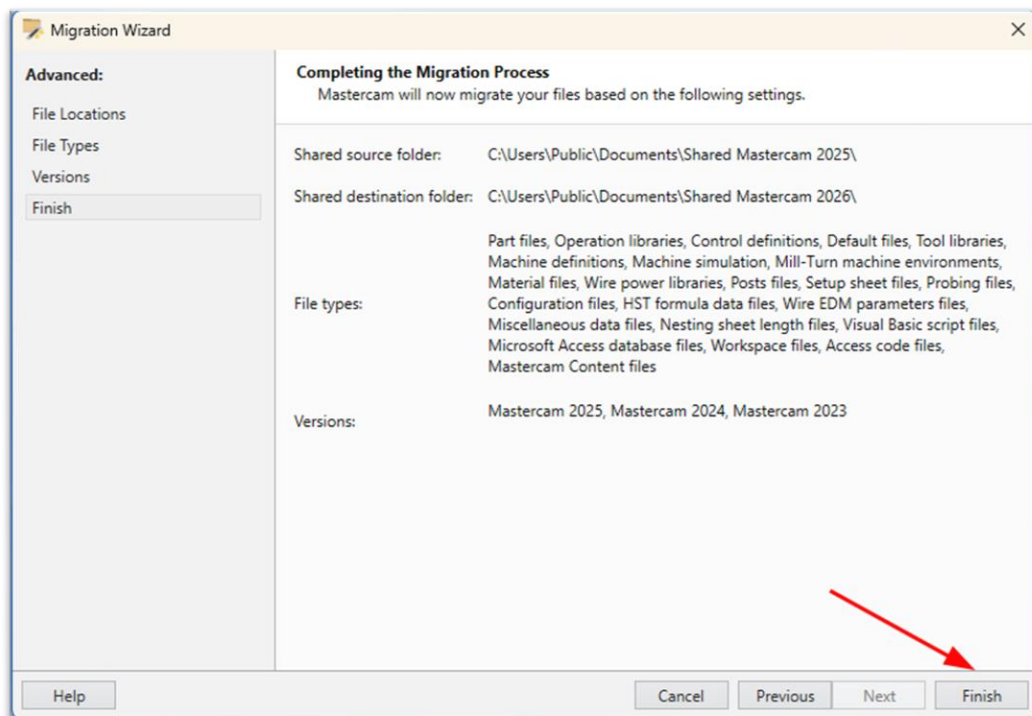 Migration Wizard
Advanced:
File Locations
File Types
Versions
Finish
Completing the Migration Process
Mastercam will now migrate your files based on the following settings.
Shared source folder: C:\Users\Public\Documents\Shared Mastercam 2025\
Shared destination folder: C:\Users\Public\Documents\Shared Mastercam 2026\
File types:
Part files, Operation libraries, Control definitions, Default files, Tool libraries,
Machine definitions, Machine simulation, Mill-Turn machine environments,
Material files, Wire power libraries, Posts files, Setup sheet files, Probing files,
Configuration files, HST formula data files, Wire EDM parameters files,
Miscellaneous data files, Nesting sheet length files, Visual Basic script files,
Microsoft Access database files, Workspace files, Access code files,
Mastercam Content files
Versions: Mastercam 2025, Mastercam 2024, Mastercam 2023
Help Cancel Previous Next Finish